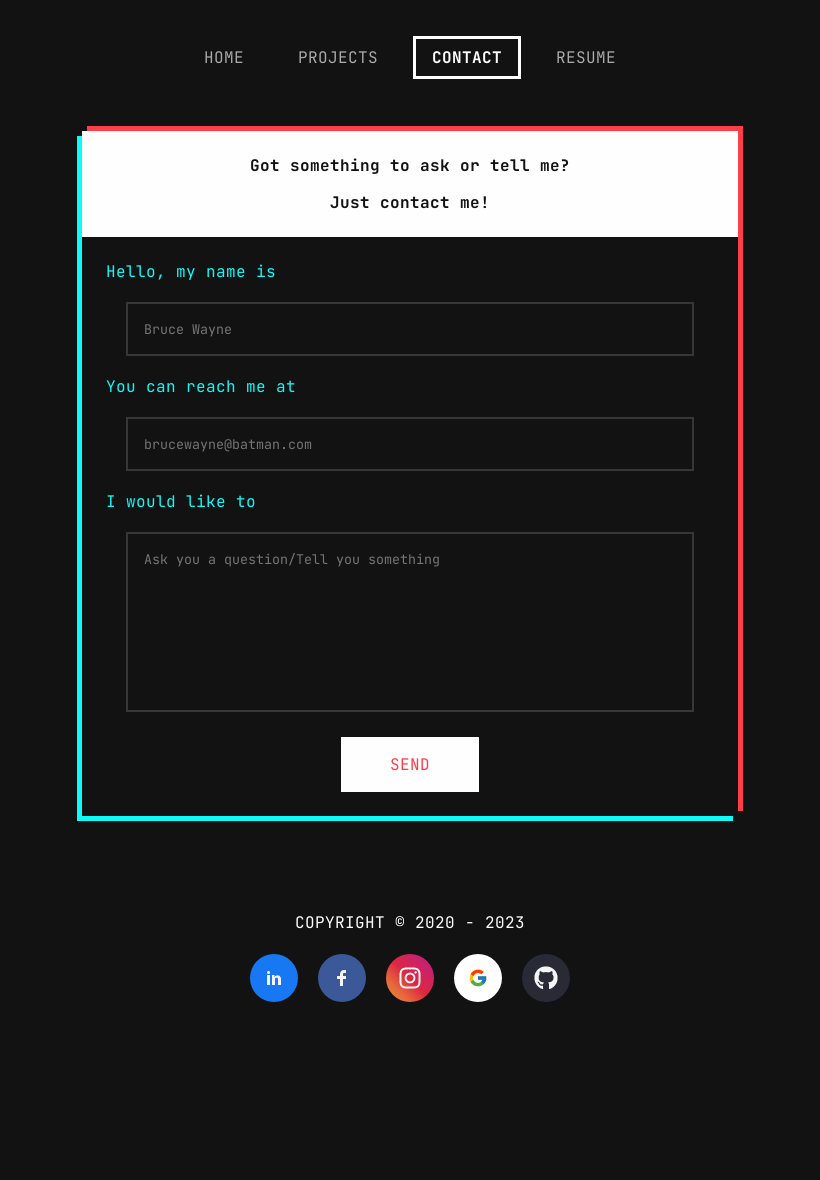 HOME PROJECTS CONTACT RESUME
Got something to ask or tell me?
Just contact me!
Hello, my name is
Bruce Wayne
You can reach me at
brucewayne@batman.com
I would like to
Ask you a question/Tell you something
SEND
COPYRIGHT © 2020 - 2023